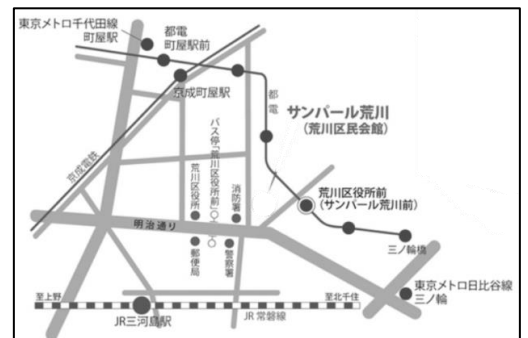 東京メトロ千代田線
町屋駅
都電
町屋駅前
京成町屋駅
都電
サンパール荒川
(荒川区民会館)
京成電鉄
バス停「荒川区役所前」
荒川区役所
消防署
荒川区役所前
(サンパール荒川前)
明治通り
郵便局
警察署
三ノ輪橋
東京メトロ日比谷線
三ノ輪
至上野
至北千住
JR三河島駅
JR 常磐線